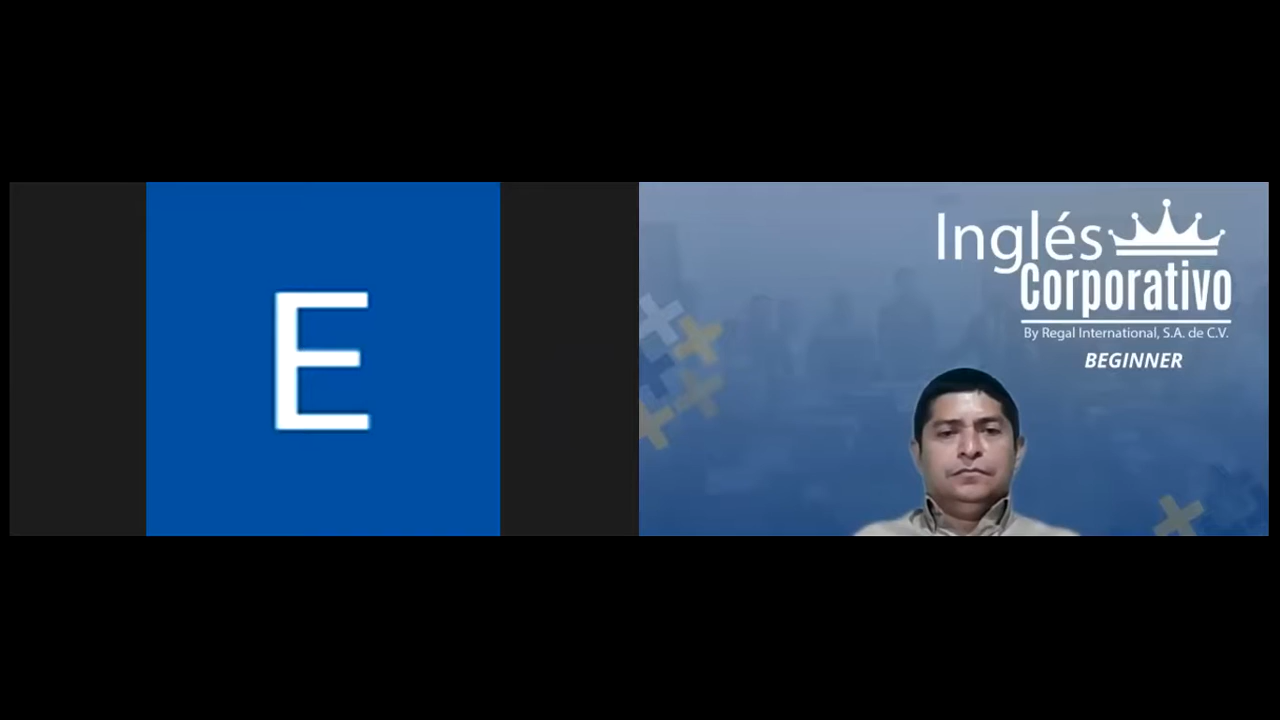 E
Inglés
Corporativo
By Regal International, S.A. de C.V.
BEGINNER